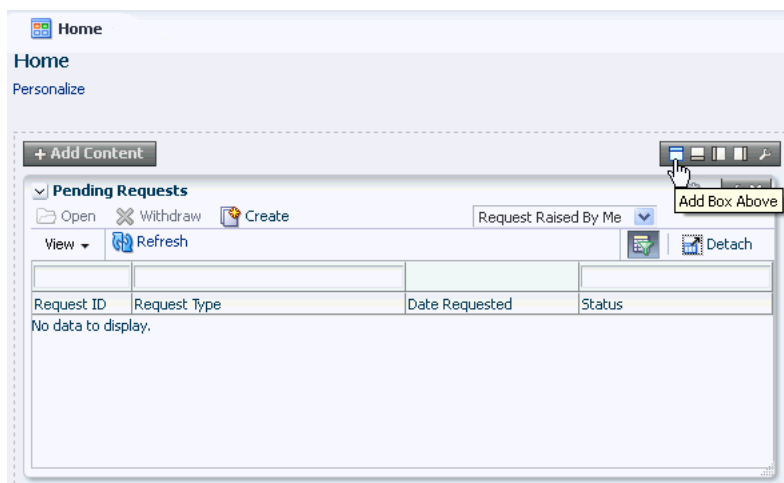 Home
Home
Personalize
+ Add Content
Add Box Above
Pending Requests
Open Withdraw Create Request Raised By Me
View Refresh Detach
Request ID Request Type Date Requested Status
No data to display.